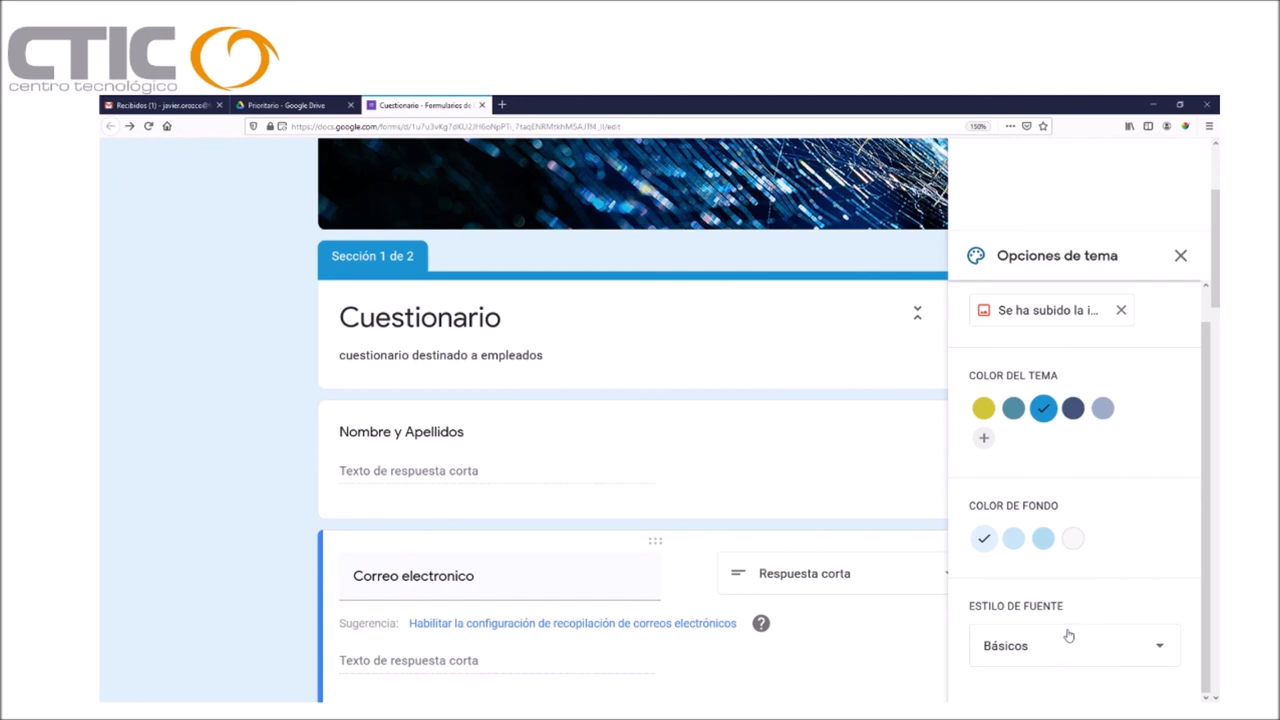 CTIC
centro tecnológico
Recibidos (1) - javier.orozco@
Prioritario - Google Drive
Cuestionario - Formularios de
150%
Sección 1 de 2
Opciones de tema
Cuestionario
Se ha subido la i...
cuestionario destinado a empleados
COLOR DEL TEMA
Nombre y Apellidos
Texto de respuesta corta
COLOR DE FONDO
Correo electronico
Respuesta corta
ESTILO DE FUENTE
Sugerencia: Habilitar la configuración de recopilación de correos electrónicos
Básicos
Texto de respuesta corta